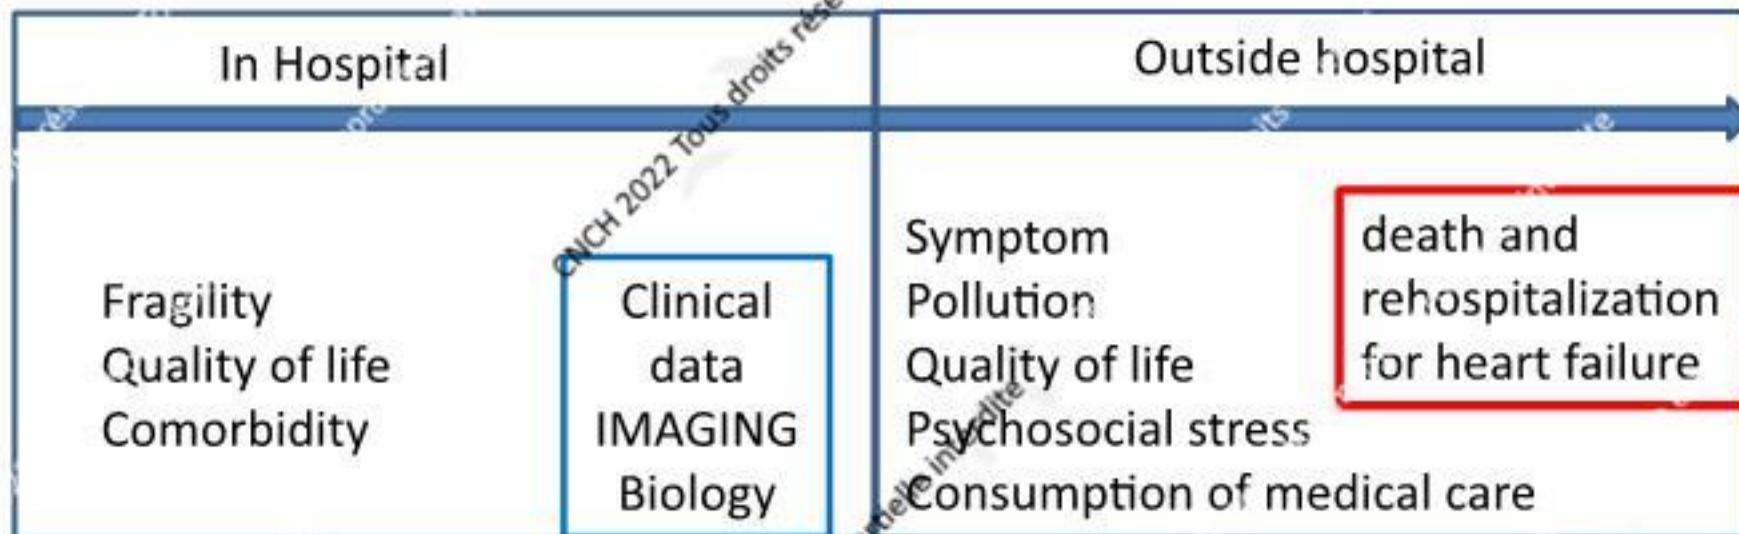 In Hospital
Outside hospital
CNCH 2022 Tous droits rése
Fragility
Quality of life
Comorbidity
Clinical
data
IMAGING
Biology
Symptom
Pollution
Quality of life
Psychosocial stress
Consumption of medical care
death and
rehospitalization
for heart failure
interdite